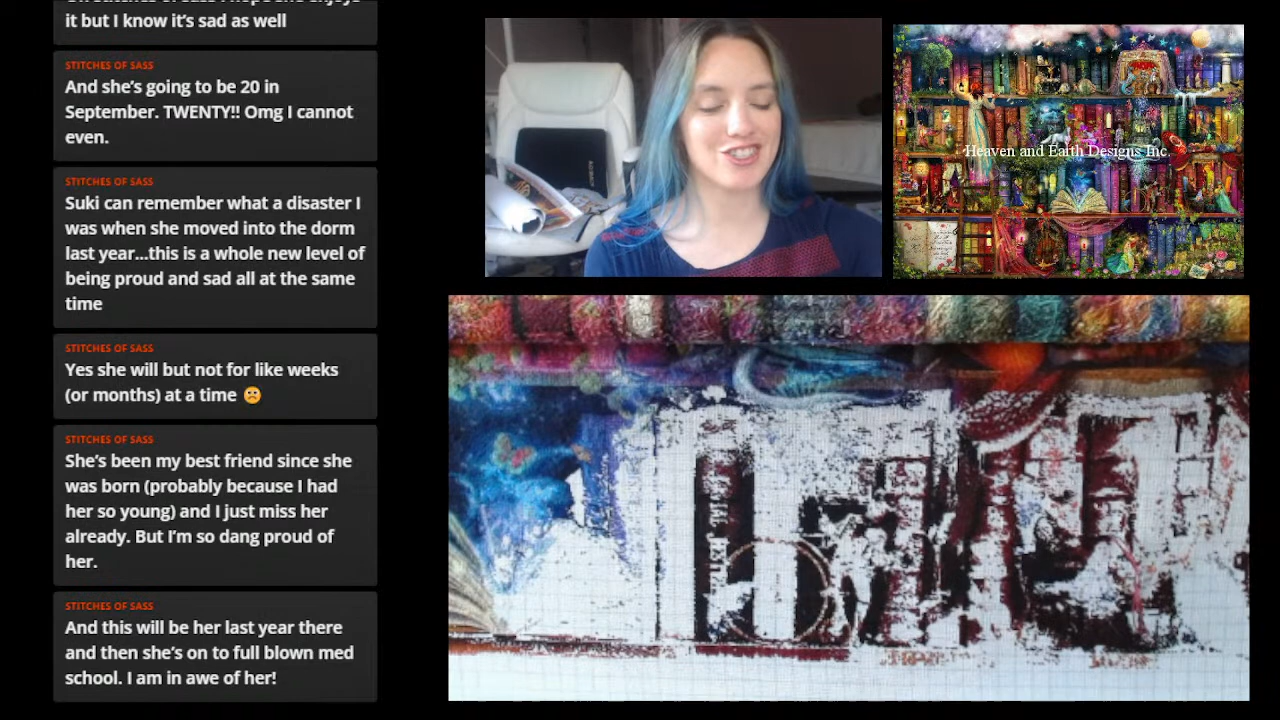 it but I know it's sad as well
STITCHES OF SASS
And she's going to be 20 in
September. TWENTY!! Omg I cannot
even.
STITCHES OF SASS
Suki can remember what a disaster I
was when she moved into the dorm
last year...this is a whole new level of
being proud and sad all at the same
time
STITCHES OF SASS
Yes she will but not for like weeks
(or months) at a time 😟
STITCHES OF SASS
She's been my best friend since she
was born (probably because I had
her so young) and I just miss her
already. But I'm so dang proud of
her.
STITCHES OF SASS
And this will be her last year there
and then she's on to full blown med
school. I am in awe of her!
Heaven and Earth Designs Inc